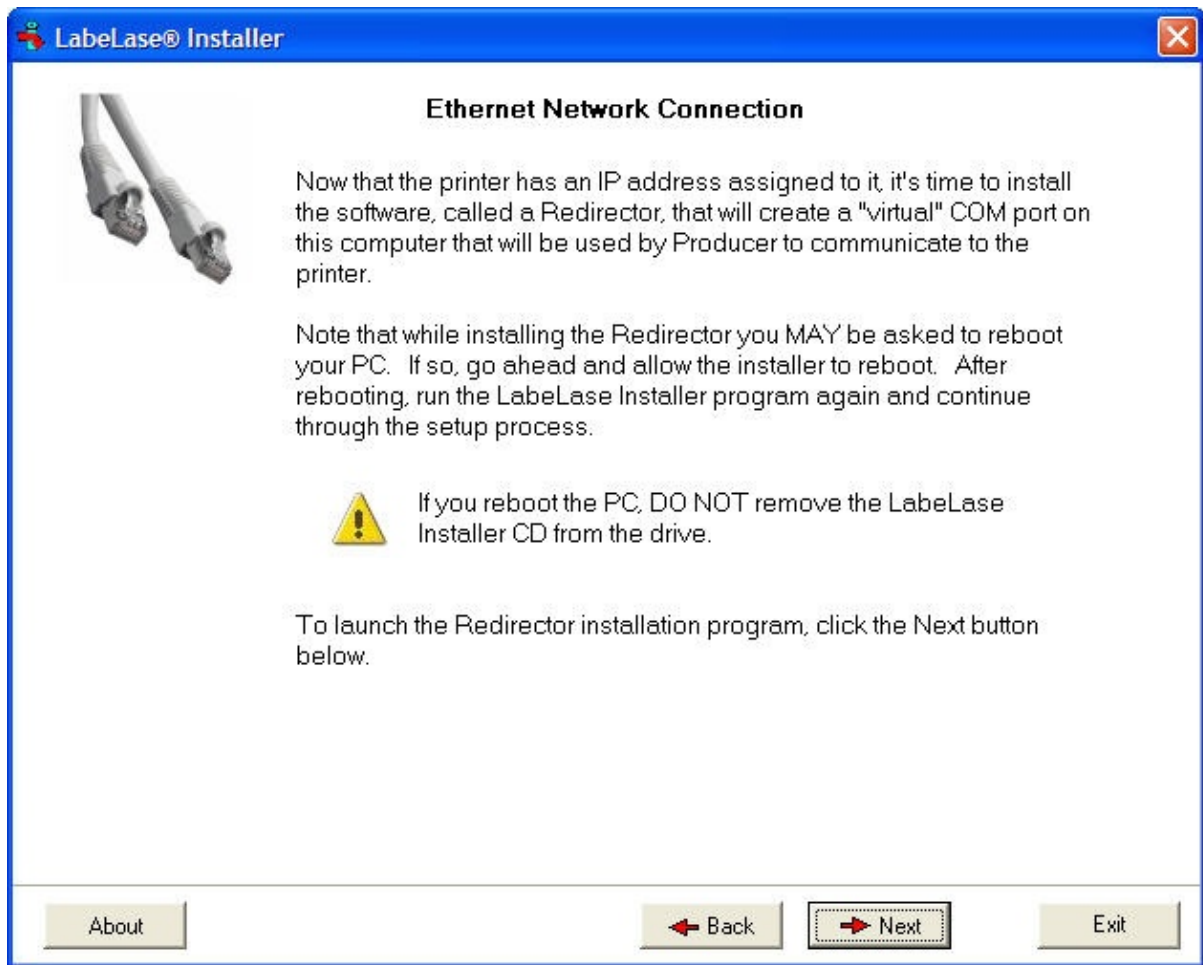 LabeLase® Installer
Ethernet Network Connection
Now that the printer has an IP address assigned to it, it's time to install
the software, called a Redirector, that will create a "virtual" COM port on
this computer that will be used by Producer to communicate to the
printer.
Note that while installing the Redirector you MAY be asked to reboot
your PC.  If so, go ahead and allow the installer to reboot.  After
rebooting, run the LabeLase Installer program again and continue
through the setup process.
If you reboot the PC, DO NOT remove the LabeLase
Installer CD from the drive.
To launch the Redirector installation program, click the Next button
below.
About
Back
Next
Exit